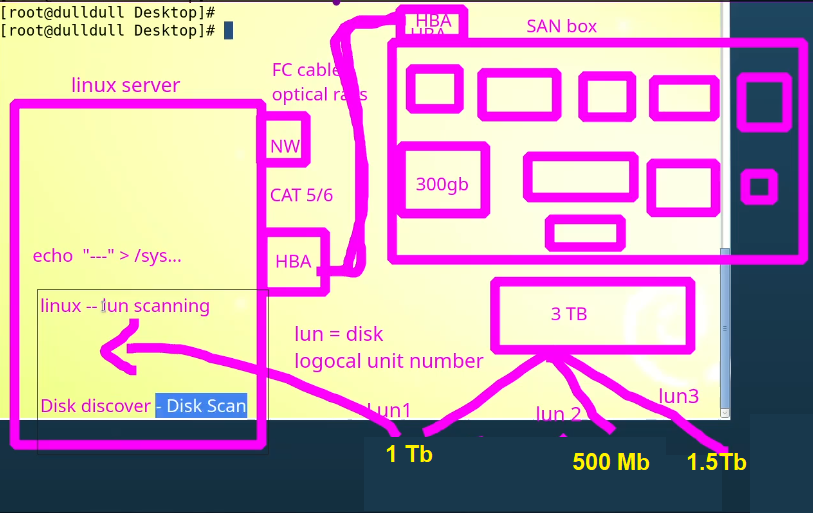 [root@dulldull Desktop]#
[root@dulldull Desktop]#
HBA
HBA
SAN box
linux server
FC cable
optical rays
NW
300gb
CAT 5/6
echo "---" > /sys...
HBA
linux -- lun scanning
3 TB
lun = disk
logocal unit number
Disk discover - Disk Scan
Lun1
lun 2
lun3
1 Tb
500 Mb
1.5Tb